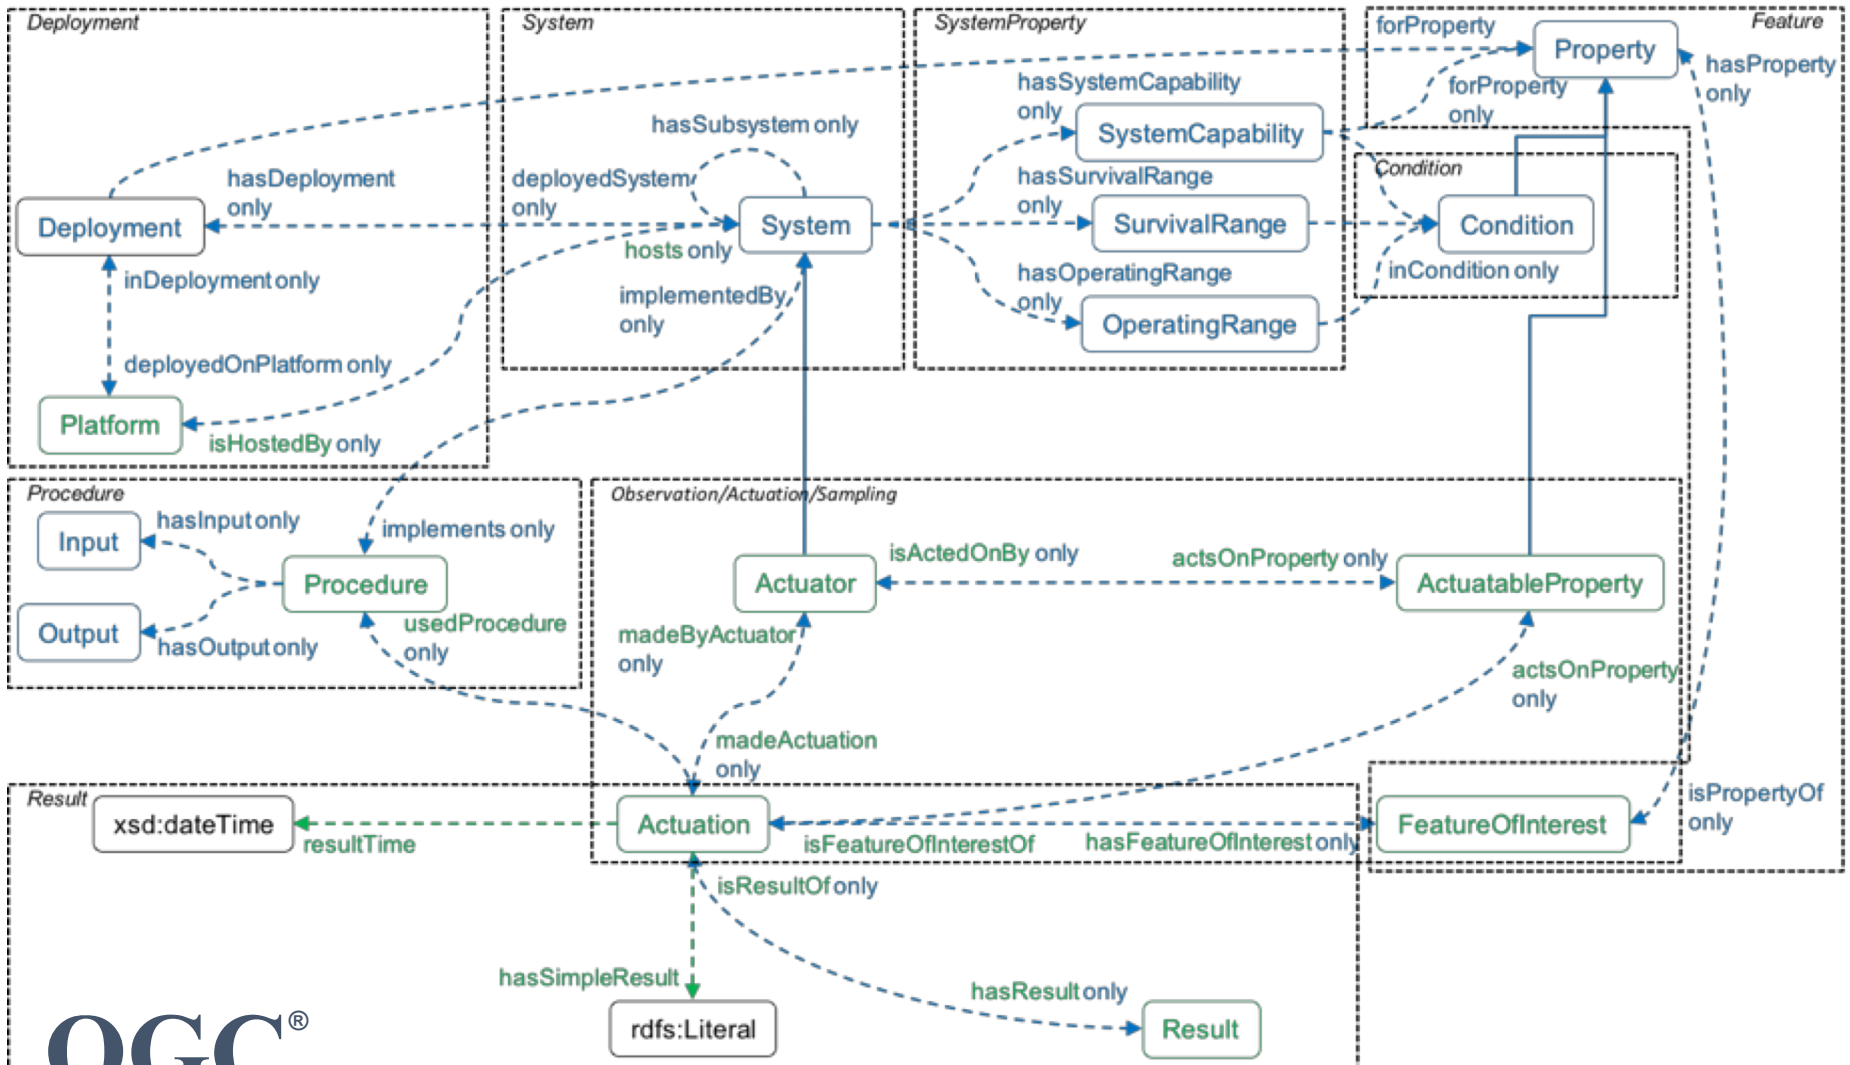 Deployment
System
SystemProperty
Feature
forProperty
Property
hasProperty
only
hasSystemCapability
only
forProperty
only
SystemCapability
hasSubsystem only
Condition
hasDeployment
only
deployedSystem
only
hasSurvivalRange
only
Deployment
System
SurvivalRange
Condition
hosts only
inDeployment only
implementedBy
only
hasOperatingRange
only
inCondition only
OperatingRange
deployedOnPlatform only
Platform
isHostedBy only
Procedure
Observation/Actuation/Sampling
hasInput only
implements only
Input
Procedure
isActedOnBy only
actsOnProperty only
Actuator
ActuatableProperty
Output
hasOutput only
usedProcedure
only
madeByActuator
only
actsOnProperty
only
madeActuation
only
Result
xsd:dateTime
resultTime
Actuation
isFeatureOfInterestOf
hasFeatureOfInterest only
FeatureOfInterest
isPropertyOf
only
isResultOf only
hasSimpleResult
hasResult only
rdfs:Literal
Result
OGC®